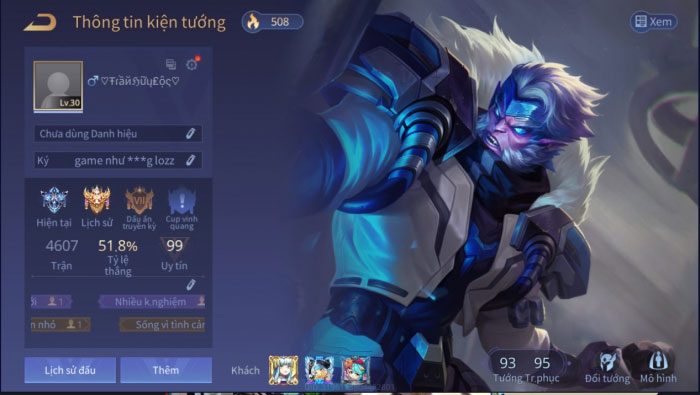 Thông tin kiện tướng
508
Xem
Lv.30
Chưa dùng Danh hiệu
Ký game như ***g lozz
VII
Hiện tại Lịch sử Dấu ấn truyền kỳ Cup vinh quang
4607 51.8% 99
Trận Tỷ lệ thắng Uy tín
1 Nhiều k.nghiệm
n nhỏ 1 Sống vì tình cảm
Lịch sử đấu Thêm Khách
93 95
Tướng Tr.phục Đổi tướng Mô hình